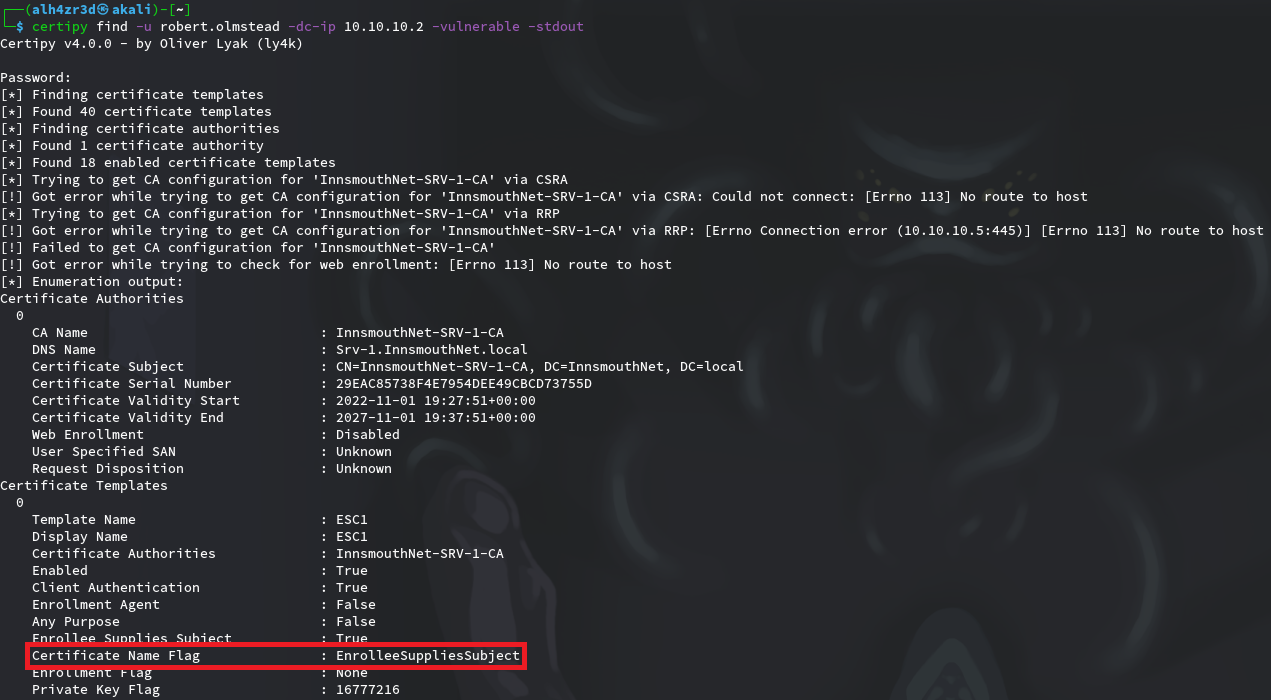 ┌──(alh4zr3d㉿akali)-[~]
└─$ certipy find -u robert.olmstead -dc-ip 10.10.10.2 -vulnerable -stdout
Certipy v4.0.0 - by Oliver Lyak (ly4k)
Password:
[*] Finding certificate templates
[*] Found 40 certificate templates
[*] Finding certificate authorities
[*] Found 1 certificate authority
[*] Found 18 enabled certificate templates
[*] Trying to get CA configuration for 'InnsmouthNet-SRV-1-CA' via CSRA
[!] Got error while trying to get CA configuration for 'InnsmouthNet-SRV-1-CA' via CSRA: Could not connect: [Errno 113] No route to host
[*] Trying to get CA configuration for 'InnsmouthNet-SRV-1-CA' via RRP
[!] Got error while trying to get CA configuration for 'InnsmouthNet-SRV-1-CA' via RRP: [Errno Connection error (10.10.10.5:445)] [Errno 113] No route to host
[!] Failed to get CA configuration for 'InnsmouthNet-SRV-1-CA'
[!] Got error while trying to check for web enrollment: [Errno 113] No route to host
[*] Enumeration output:
Certificate Authorities
0
CA Name : InnsmouthNet-SRV-1-CA
DNS Name : Srv-1.InnsmouthNet.local
Certificate Subject : CN=InnsmouthNet-SRV-1-CA, DC=InnsmouthNet, DC=local
Certificate Serial Number : 29EAC85738F4E7954DEE49CBCD73755D
Certificate Validity Start : 2022-11-01 19:27:51+00:00
Certificate Validity End : 2027-11-01 19:37:51+00:00
Web Enrollment : Disabled
User Specified SAN : Unknown
Request Disposition : Unknown
Certificate Templates
0
Template Name : ESC1
Display Name : ESC1
Certificate Authorities : InnsmouthNet-SRV-1-CA
Enabled : True
Client Authentication : True
Enrollment Agent : False
Any Purpose : False
Enrollee Supplies Subject : True
Certificate Name Flag : EnrolleeSuppliesSubject
Enrollment Flag : None
Private Key Flag : 16777216